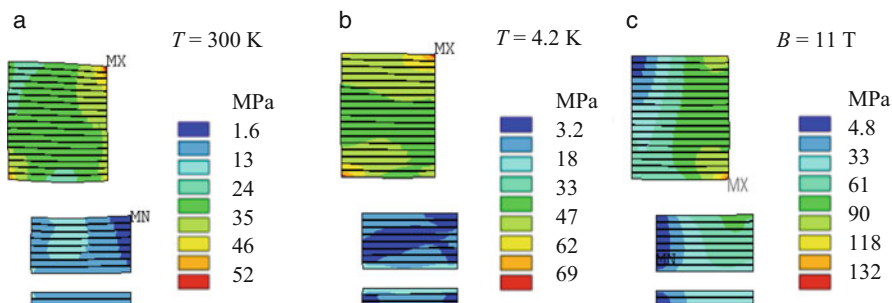 a
T = 300 K
MX
MPa
1.6
13
24
35
46
52
MN
b
T = 4.2 K
MX
MPa
3.2
18
33
47
62
69
c
B = 11 T
MPa
4.8
33
61
90
118
132
MX
MN